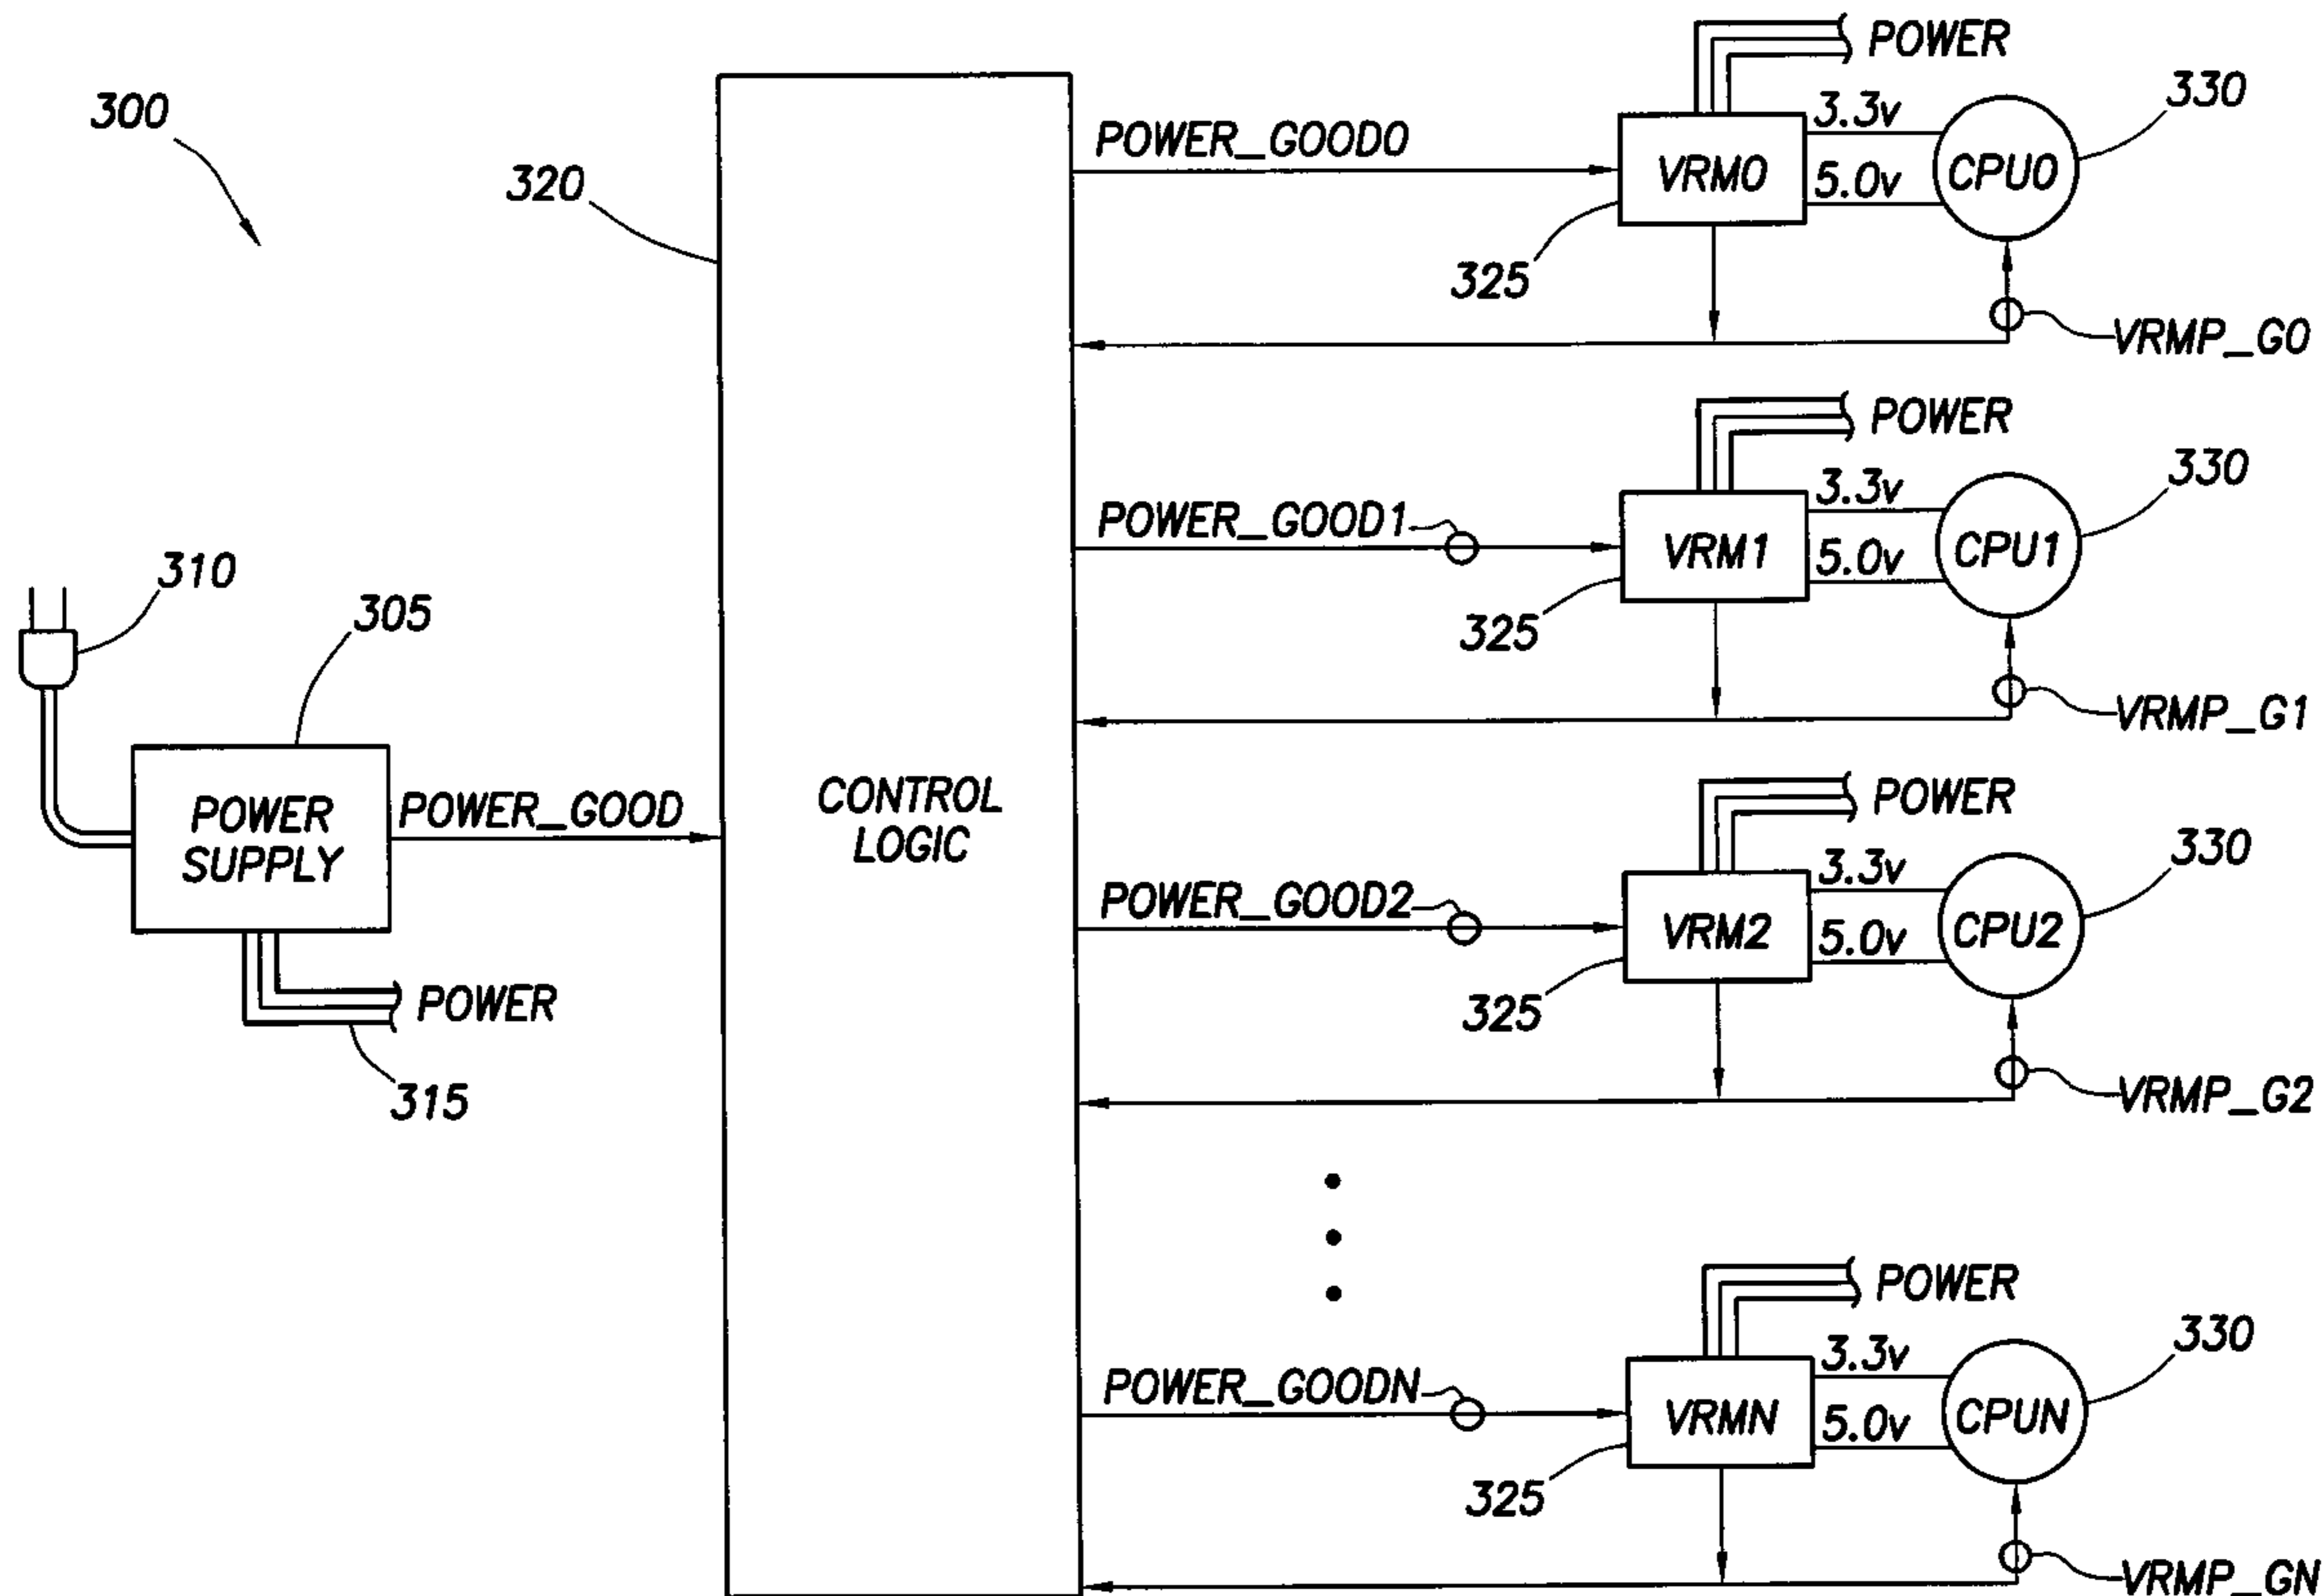 POWER
300
330
3.3v
POWER_GOOD0
320
VRM0
CPU0
5.0v
325
VRMP_G0
POWER
330
3.3v
POWER_GOOD1
VRM1
CPU1
5.0v
310
305
325
VRMP_G1
POWER
SUPPLY
POWER_GOOD
CONTROL
LOGIC
POWER
330
3.3v
POWER_GOOD2
VRM2
CPU2
5.0v
POWER
325
315
VRMP_G2
POWER
330
3.3v
POWER_GOODN
VRMN
CPUN
5.0v
325
VRMP_GN